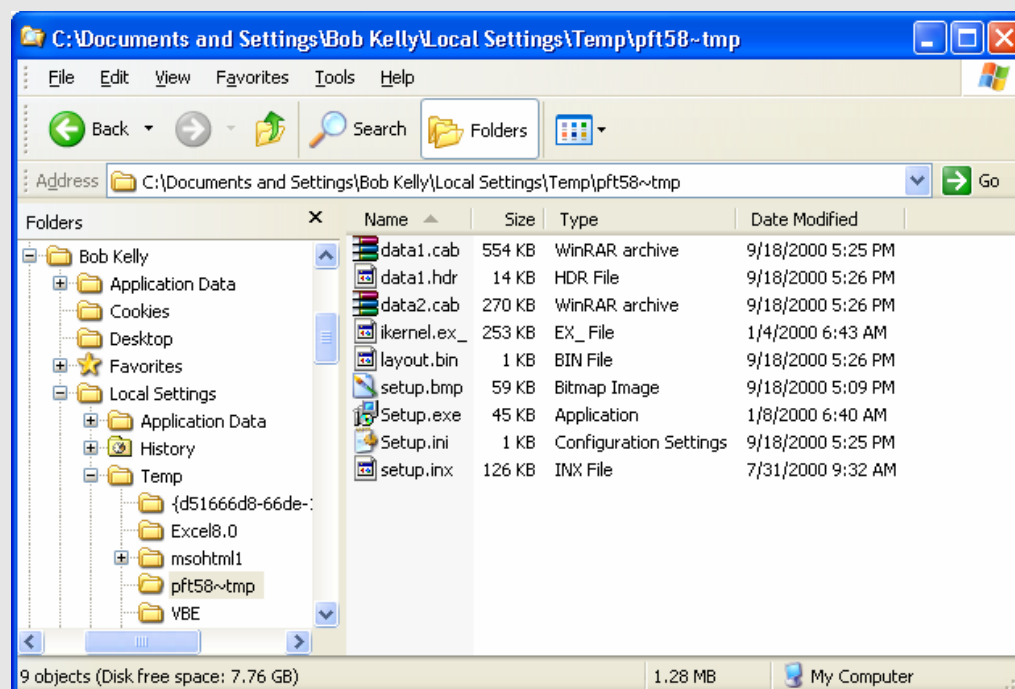 C:\Documents and Settings\Bob Kelly\Local Settings\Temp\pft58~tmp
File Edit View Favorites Tools Help
Back Search Folders
Address C:\Documents and Settings\Bob Kelly\Local Settings\Temp\pft58~tmp Go
Folders
Bob Kelly
Application Data
Cookies
Desktop
Favorites
Local Settings
Application Data
History
Temp
{d51666d8-66de-
Excel8.0
msohtml1
pft58~tmp
VBE
Name Size Type Date Modified
data1.cab 554 KB WinRAR archive 9/18/2000 5:25 PM
data1.hdr 14 KB HDR File 9/18/2000 5:26 PM
data2.cab 270 KB WinRAR archive 9/18/2000 5:26 PM
ikernel.ex_ 253 KB EX_ File 1/4/2000 6:43 AM
layout.bin 1 KB BIN File 9/18/2000 5:26 PM
setup.bmp 59 KB Bitmap Image 9/18/2000 5:09 PM
Setup.exe 45 KB Application 1/8/2000 6:40 AM
Setup.ini 1 KB Configuration Settings 9/18/2000 5:25 PM
setup.inx 126 KB INX File 7/31/2000 9:32 AM
9 objects (Disk free space: 7.76 GB) 1.28 MB My Computer